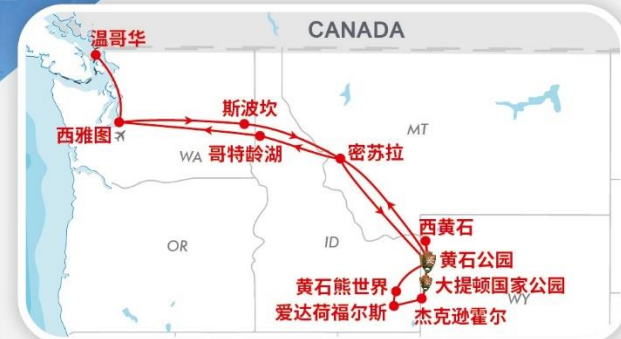 CANADA
温哥华
西雅图
斯波坎
哥特龄湖
密苏拉
WA
MT
OR
ID
WY
西黄石
黄石公园
黄石熊世界
大提顿国家公园
爱达荷福尔斯
杰克逊霍尔